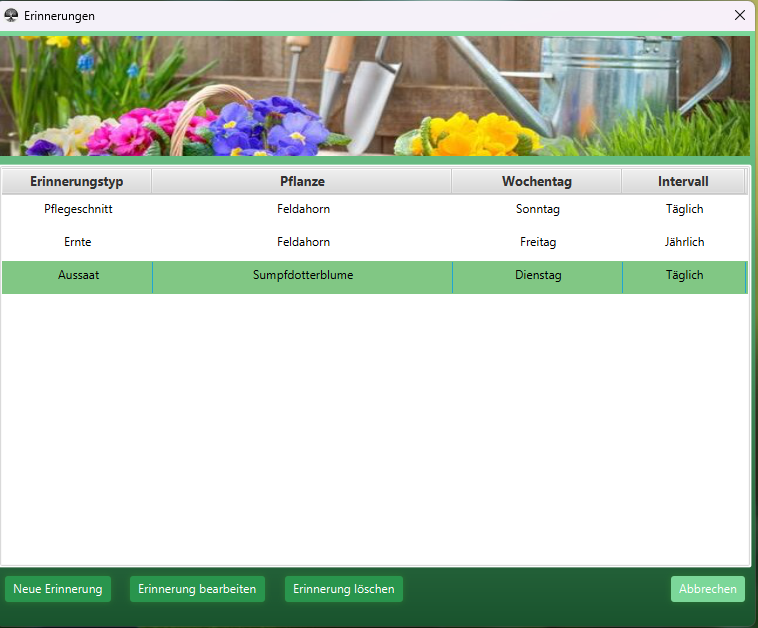 Erinnerungen
Erinnerungstyp Pflanze Wochentag Intervall
Pflegeschnitt Feldahorn Sonntag Täglich
Ernte Feldahorn Freitag Jährlich
Aussaat Sumpfdotterblume Dienstag Täglich
Neue Erinnerung Erinnerung bearbeiten Erinnerung löschen Abbrechen